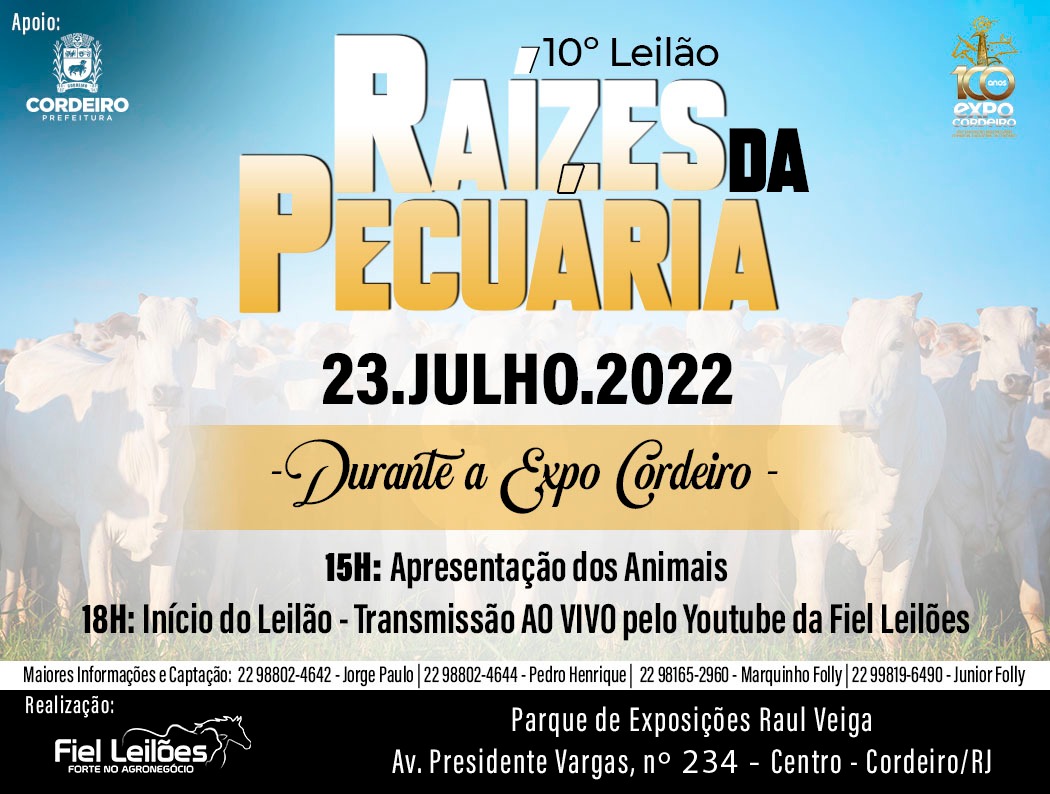 Apoio:
CORDEIRO
PREFEITURA
100 anos
EXPO
CORDEIRO
10º Leilão
RAÍZES DA
PECUÁRIA
23.JULHO.2022
-Durante a Expo Cordeiro -
15H: Apresentação dos Animais
18H: Início do Leilão - Transmissão AO VIVO pelo Youtube da Fiel Leilões
Maiores Informações e Captação: 22 98802-4642 - Jorge Paulo | 22 98802-4644 - Pedro Henrique | 22 98165-2960 - Marquinho Folly | 22 99819-6490 - Junior Folly
Realização:
Fiel Leilões
FORTE NO AGRONEGÓCIO
Parque de Exposições Raul Veiga
Av. Presidente Vargas, nº 234 - Centro - Cordeiro/RJ